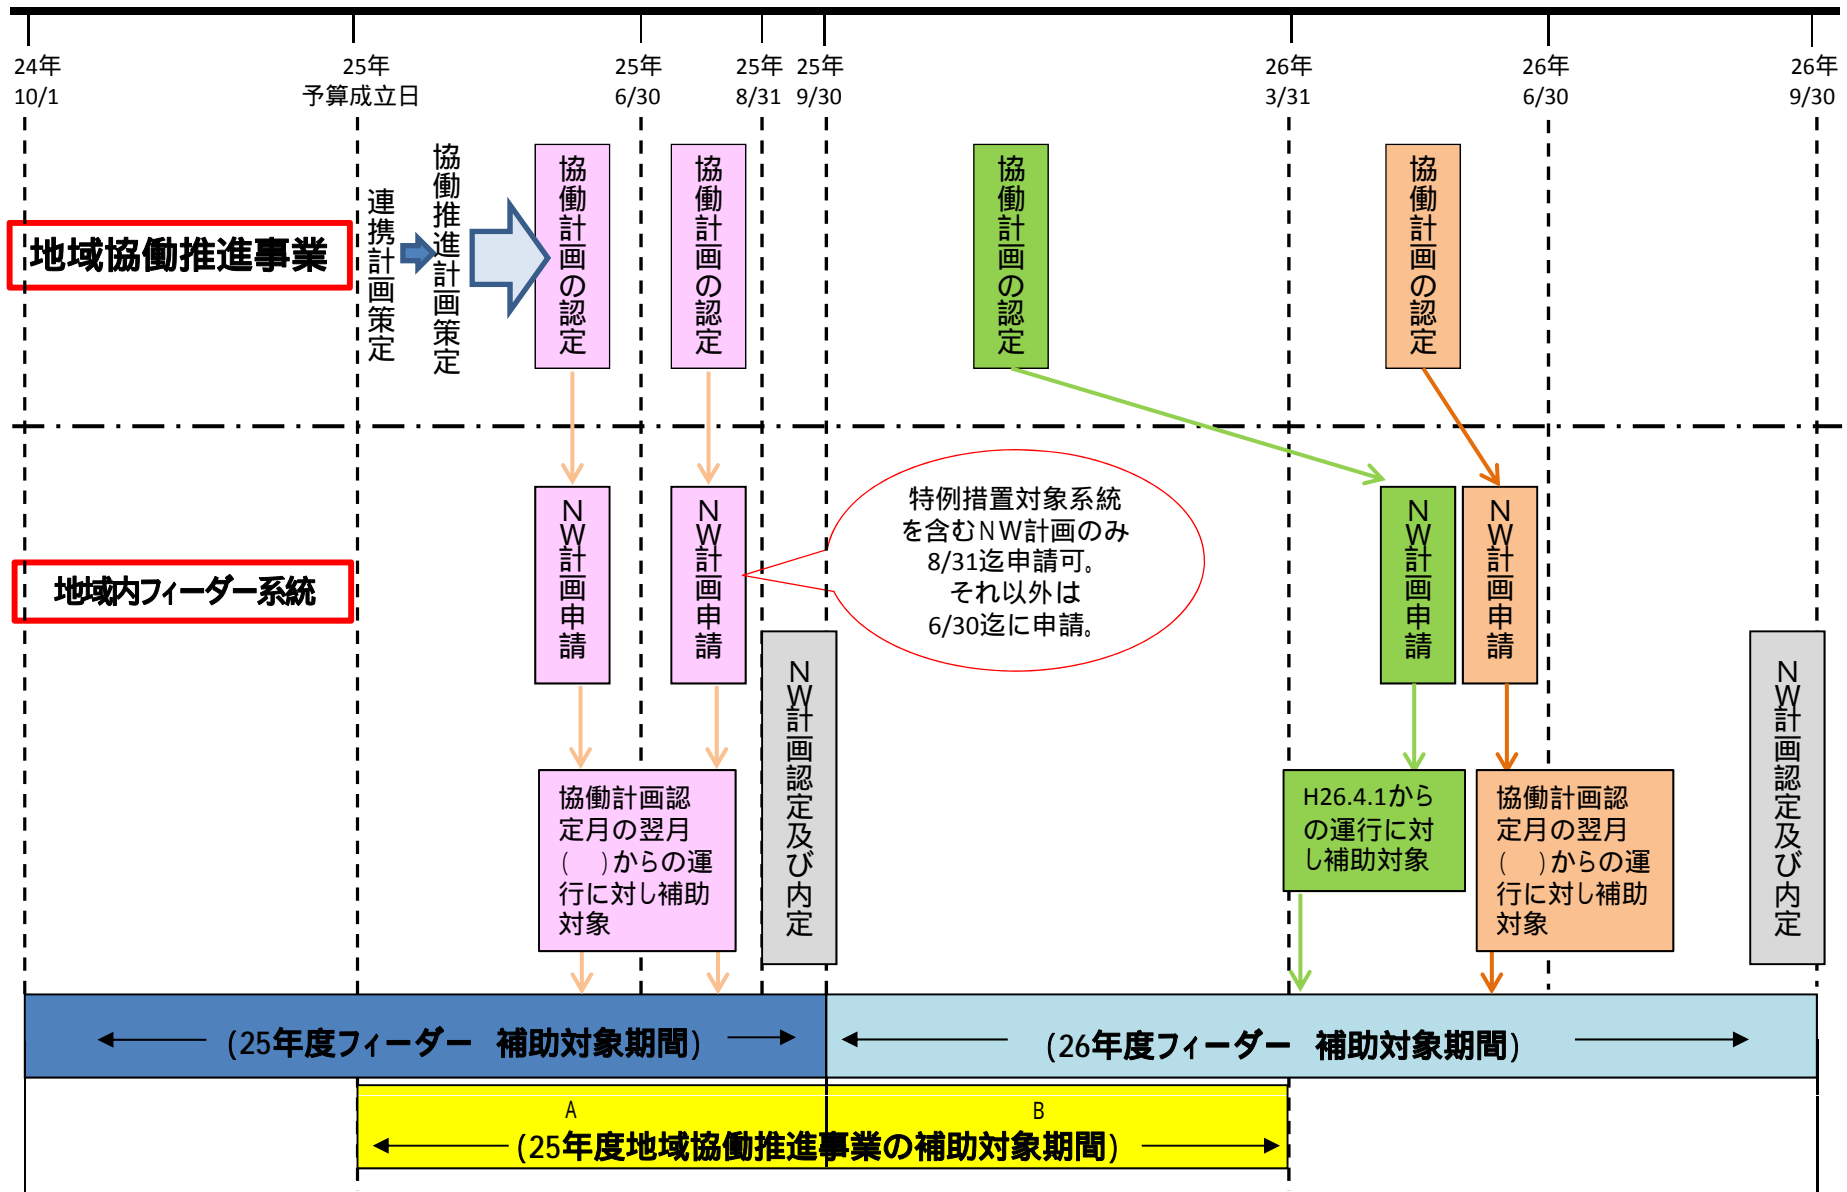 24年
10/1
25年
予算成立日
25年
6/30
25年
8/31
25年
9/30
26年
3/31
26年
6/30
26年
9/30
地域協働推進事業
連携計画策定
協働推進計画策定
協働計画の認定
協働計画の認定
協働計画の認定
協働計画の認定
地域内フィーダー系統
NW計画申請
NW計画申請
特例措置対象系統
を含むNW計画のみ
8/31迄申請可。
それ以外は
6/30迄に申請。
NW計画申請
NW計画申請
NW計画認定及び内定
NW計画認定及び内定
協働計画認
定月の翌月
(　)からの運
行に対し補助
対象
H26.4.1から
の運行に対
し補助対象
協働計画認
定月の翌月
(　)からの運
行に対し補助
対象
(25年度フィーダー　補助対象期間)
(26年度フィーダー　補助対象期間)
A
B
(25年度地域協働推進事業の補助対象期間)